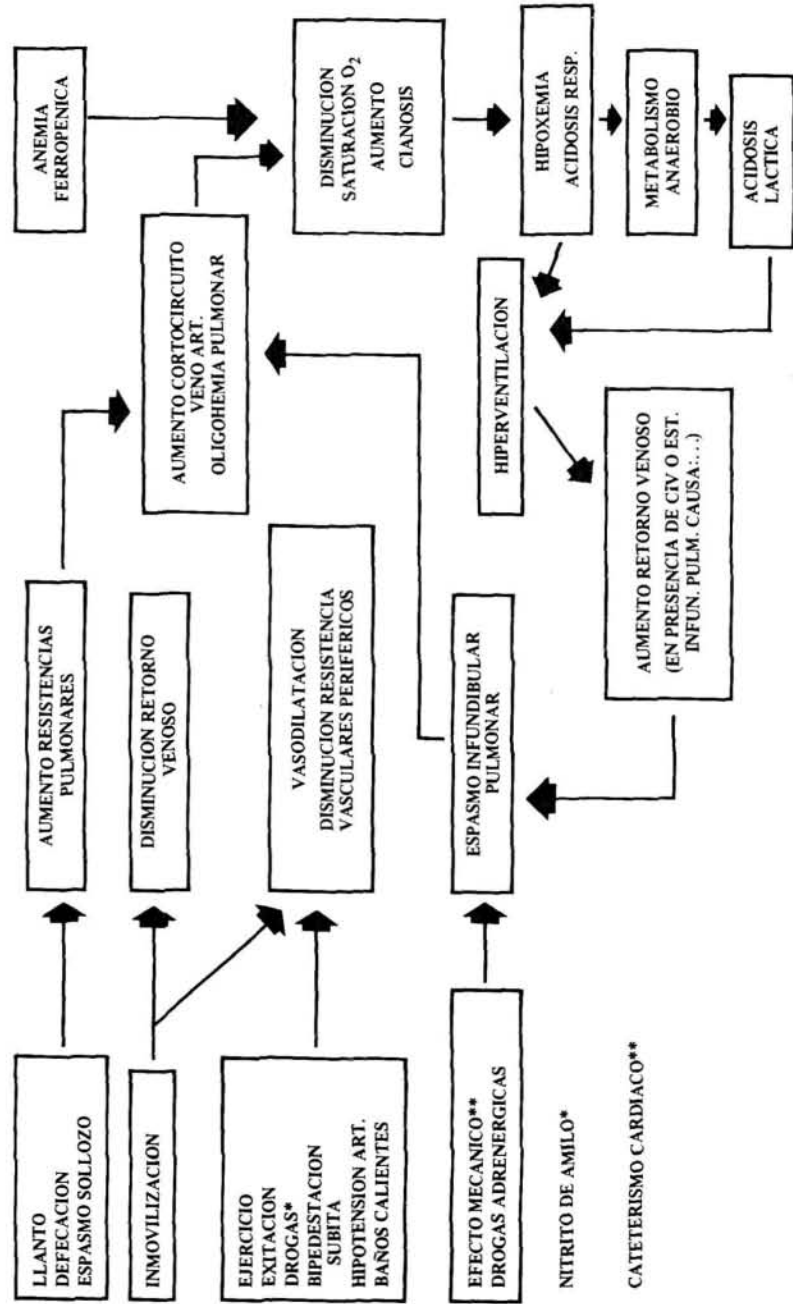 LLANTO
DEFECACION
ESPASMO SOLLOZO
INMOVILIZACION
EJERCICIO
EXITACION
DROGAS*
BIPEDESTACION
SUBITA
HIPOTENSION ART.
BAÑOS CALIENTES
EFECTO MECANICO**
DROGAS ADRENERGICAS
NITRITO DE AMILO*
CATETERISMO CARDIACO**
AUMENTO RESISTENCIAS
PULMONARES
DISMINUCION RETORNO
VENOSO
VASODILATACION
DISMINUCION RESISTENCIA
VASCULARES PERIFERICOS
ESPASMO INFUNDIBULAR
PULMONAR
AUMENTO CORTOCIRCUITO
VENO ART.
OLIGOHEMIA PULMONAR
HIPERVENTILACION
AUMENTO RETORNO VENOSO
(EN PRESENCIA DE CiV O EST.
INFUN. PULM. CAUSA:...)
ANEMIA
FERROPENICA
DISMINUCION
SATURACION O₂
AUMENTO
CIANOSIS
HIPOXEMIA
ACIDOSIS RESP.
METABOLISMO
ANAEROBIO
ACIDOSIS
LACTICA